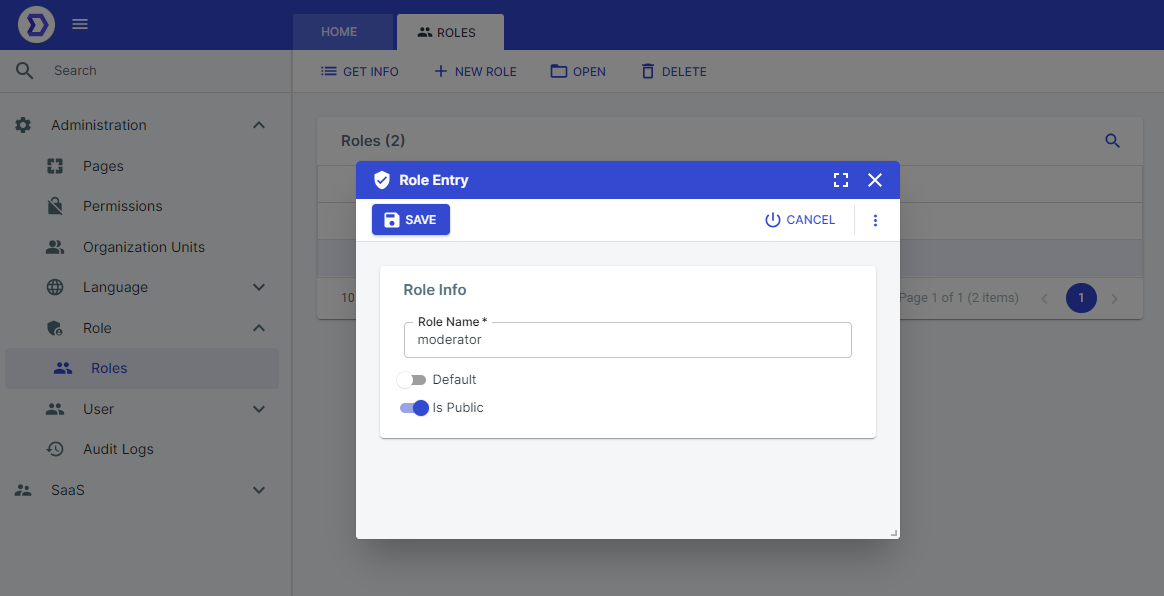 HOME
ROLES
Search
GET INFO
NEW ROLE
OPEN
DELETE
Administration
Pages
Permissions
Organization Units
Language
Role
Roles
User
Audit Logs
SaaS
Roles (2)
Role Entry
SAVE
CANCEL
Role Info
Role Name *
moderator
Default
Is Public
10
Page 1 of 1 (2 items)
1